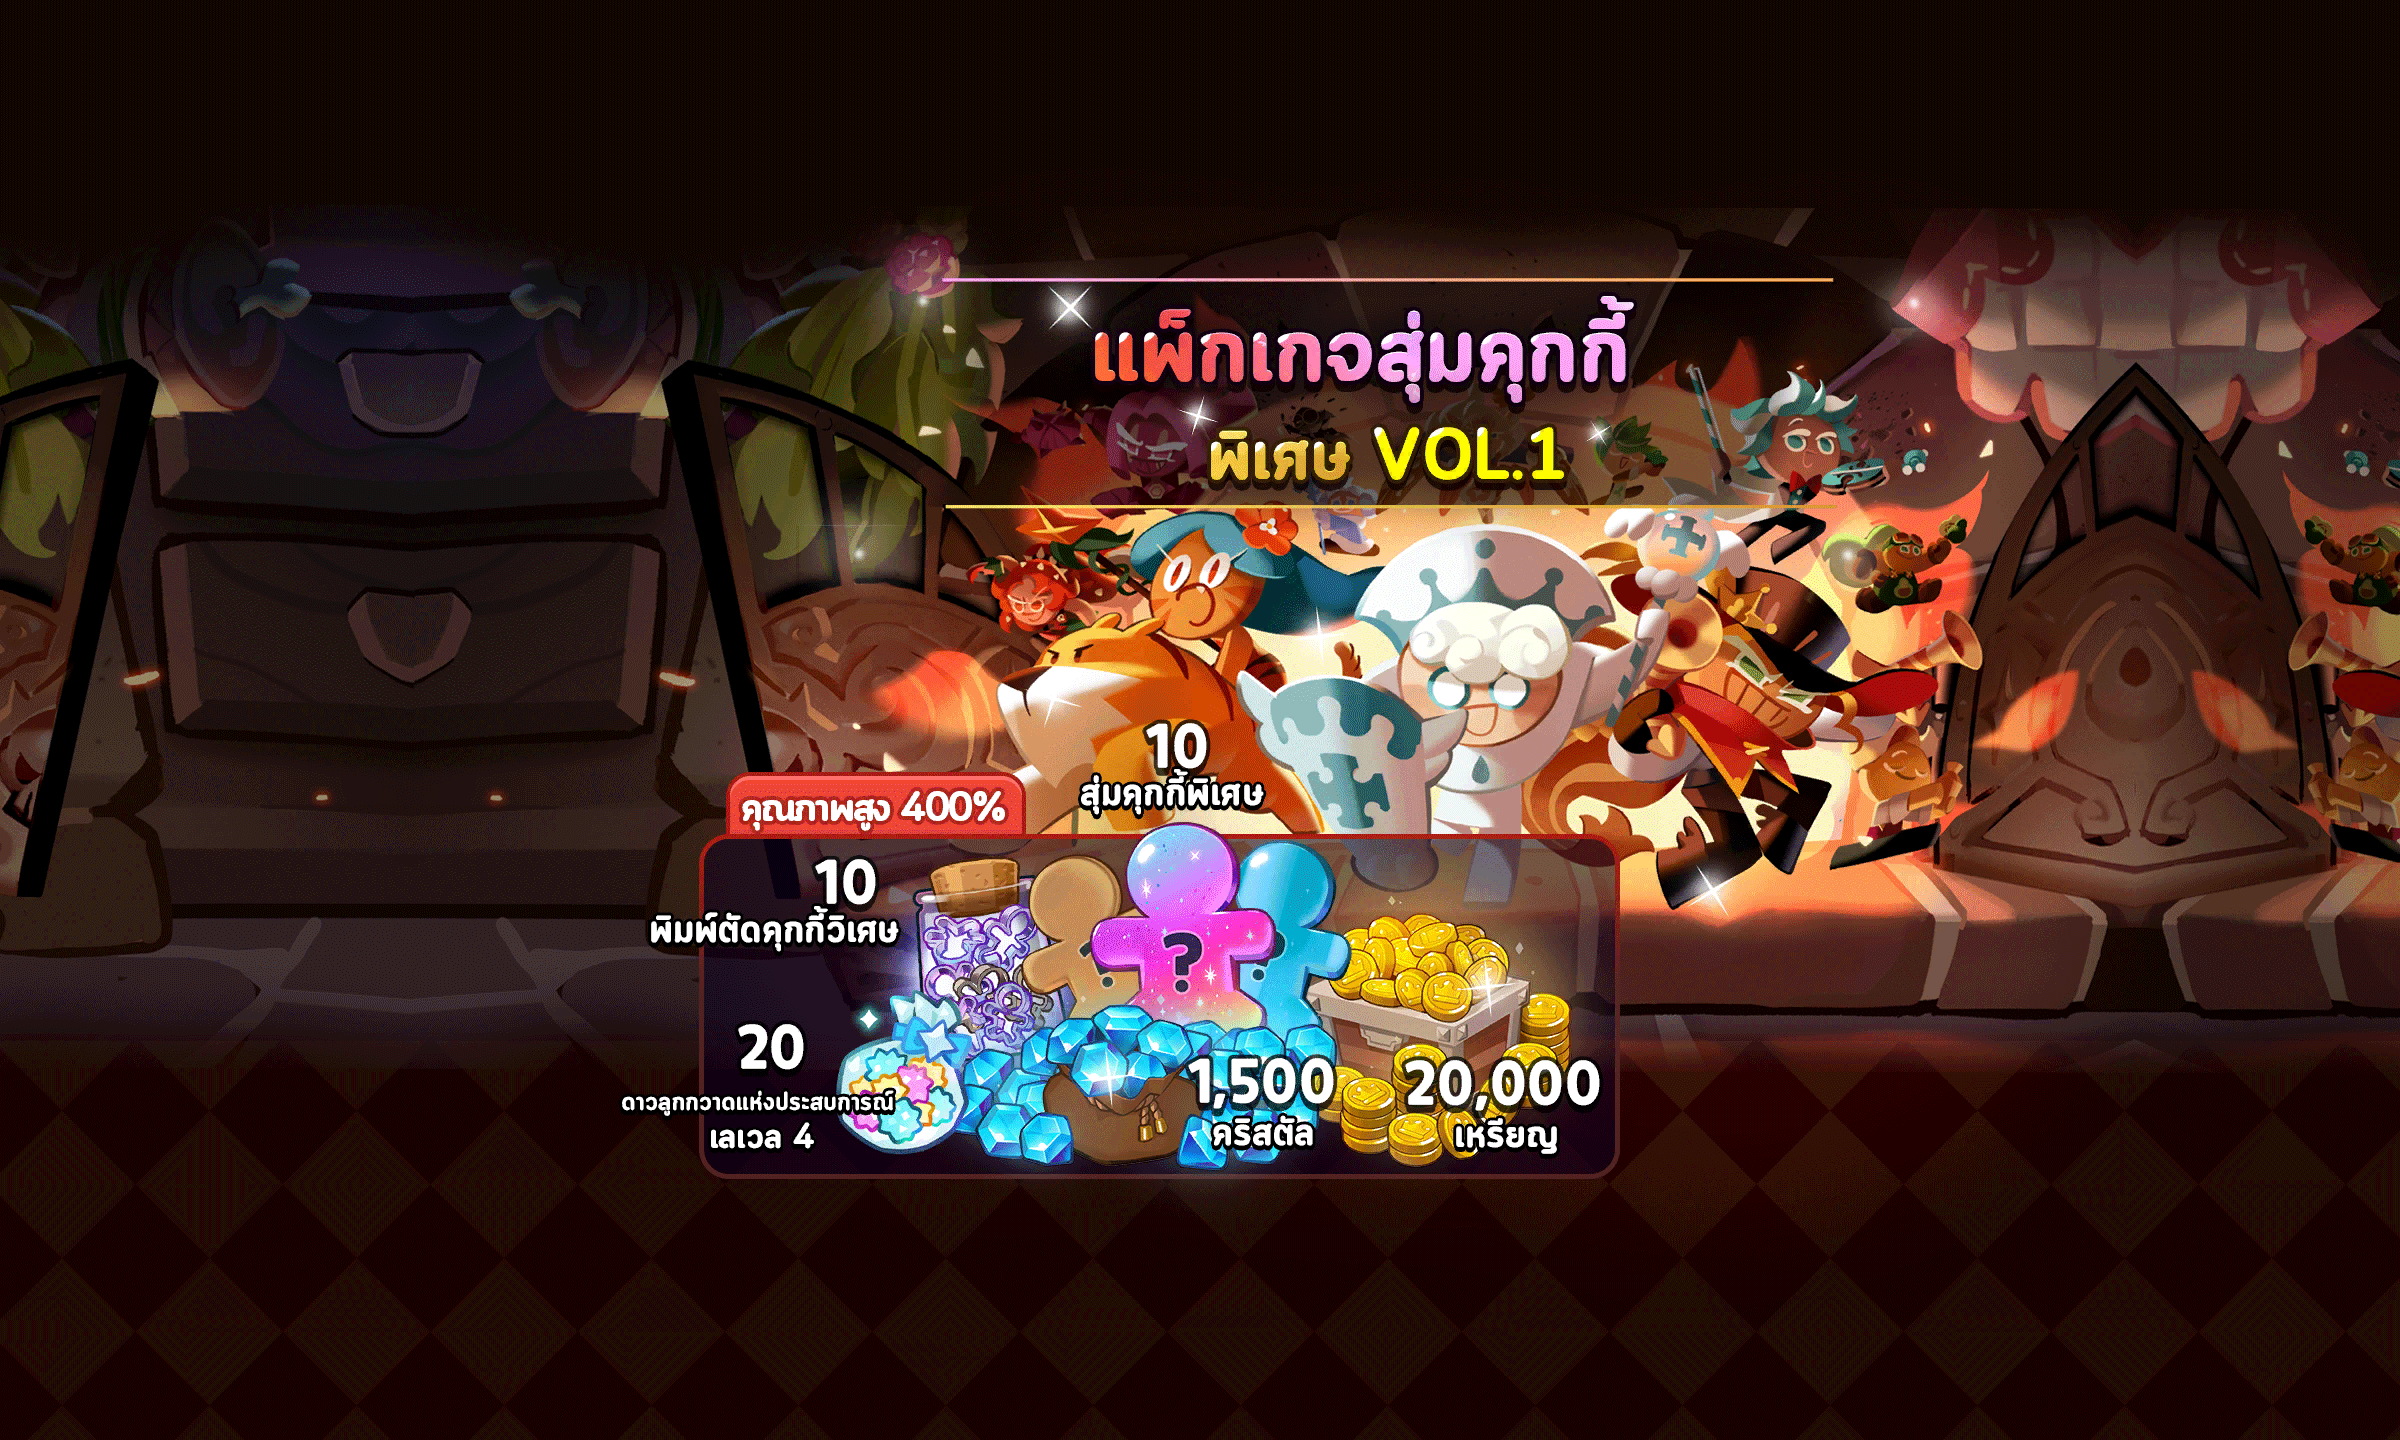 แพ็กเกจสุ่มคุกกี้
พิเศษ VOL.1
10
สุ่มคุกกี้พิเศษ
คุณภาพสูง 400%
10
พิมพ์ตัดคุกกี้วิเศษ
20
ดาวลูกกวาดแห่งประสบการณ์
เลเวล 4
1,500
คริสตัล
20,000
เหรียญ